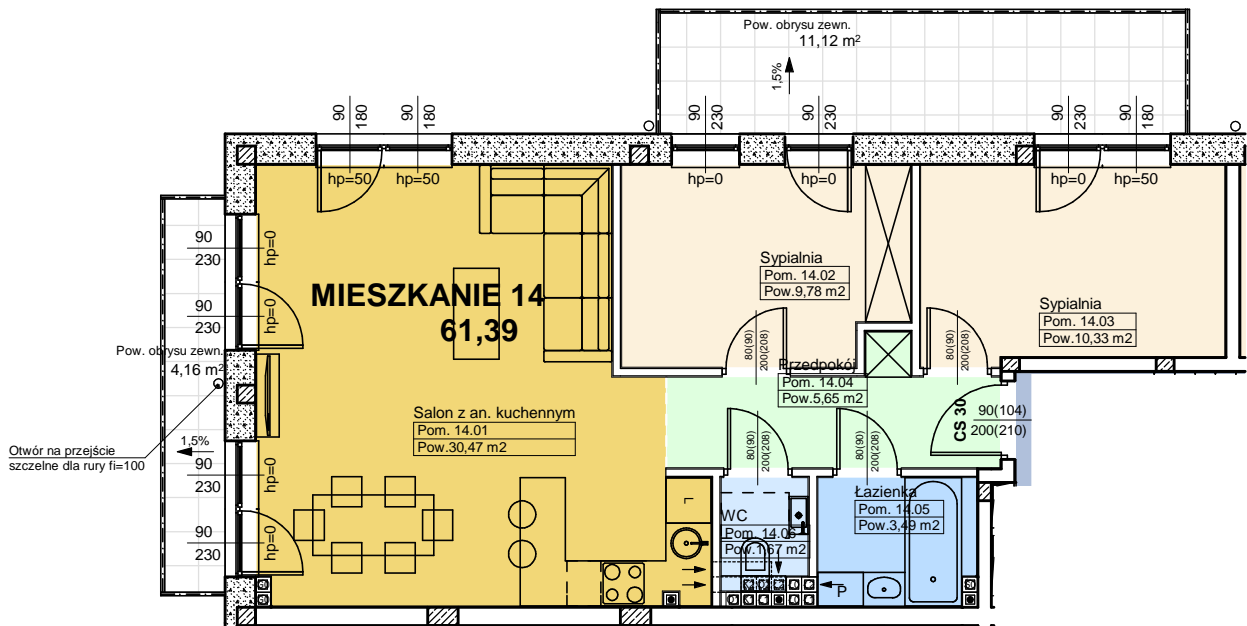 Pow. obrysu zewn.
11,12 m²
1,5%
90
180
90
180
90
230
90
230
90
230
90
180
hp=50
hp=50
hp=0
hp=0
hp=0
hp=50
90
230
hp=0
90
230
hp=0
Sypialnia
Pom. 14.02
Pow.9,78 m2
Sypialnia
Pom. 14.03
Pow.10,33 m2
MIESZKANIE 14
61,39
Pow. obrysu zewn.
4,16 m²
80(90)
200(208)
80(90)
200(208)
Przedpokój
Pom. 14.04
Pow.5,65 m2
Salon z an. kuchennym
Pom. 14.01
Pow.30,47 m2
CS 30
90(104)
200(210)
Otwór na przejście
szczelne dla rury fi=100
1,5%
90
230
hp=0
90
230
hp=0
80(90)
200(208)
80(90)
200(208)
L
WC
Pom. 14.06
Pow.1,67 m2
Łazienka
Pom. 14.05
Pow.3,49 m2
P